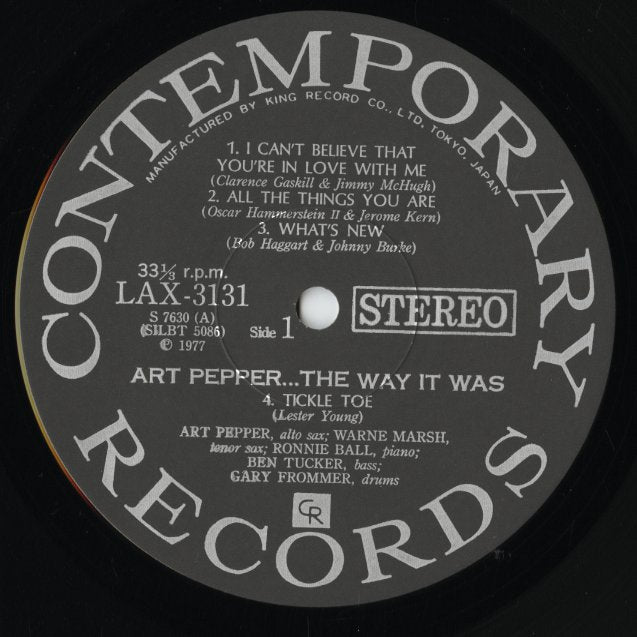 CONTEMPORARY
MANUFACTURED BY KING RECORD CO., LTD. TOKYO, JAPAN
1. I CAN'T BELIEVE THAT
YOU'RE IN LOVE WITH ME
(Clarence Gaskill & Jimmy McHugh)
2. ALL THE THINGS YOU ARE
(Oscar Hammerstein II & Jerome Kern)
3. WHAT'S NEW
(Bob Haggart & Johnny Burke)
33⅓ r.p.m.
LAX-3131
S 7630 (A)
(SILBT 5086)
℗ 1977
Side 1
STEREO
ART PEPPER...THE WAY IT WAS
4. TICKLE TOE
(Lester Young)
ART PEPPER, alto sax; WARNE MARSH,
tenor sax; RONNIE BALL, piano;
BEN TUCKER, bass;
GARY FROMMER, drums
CR
RECORDS